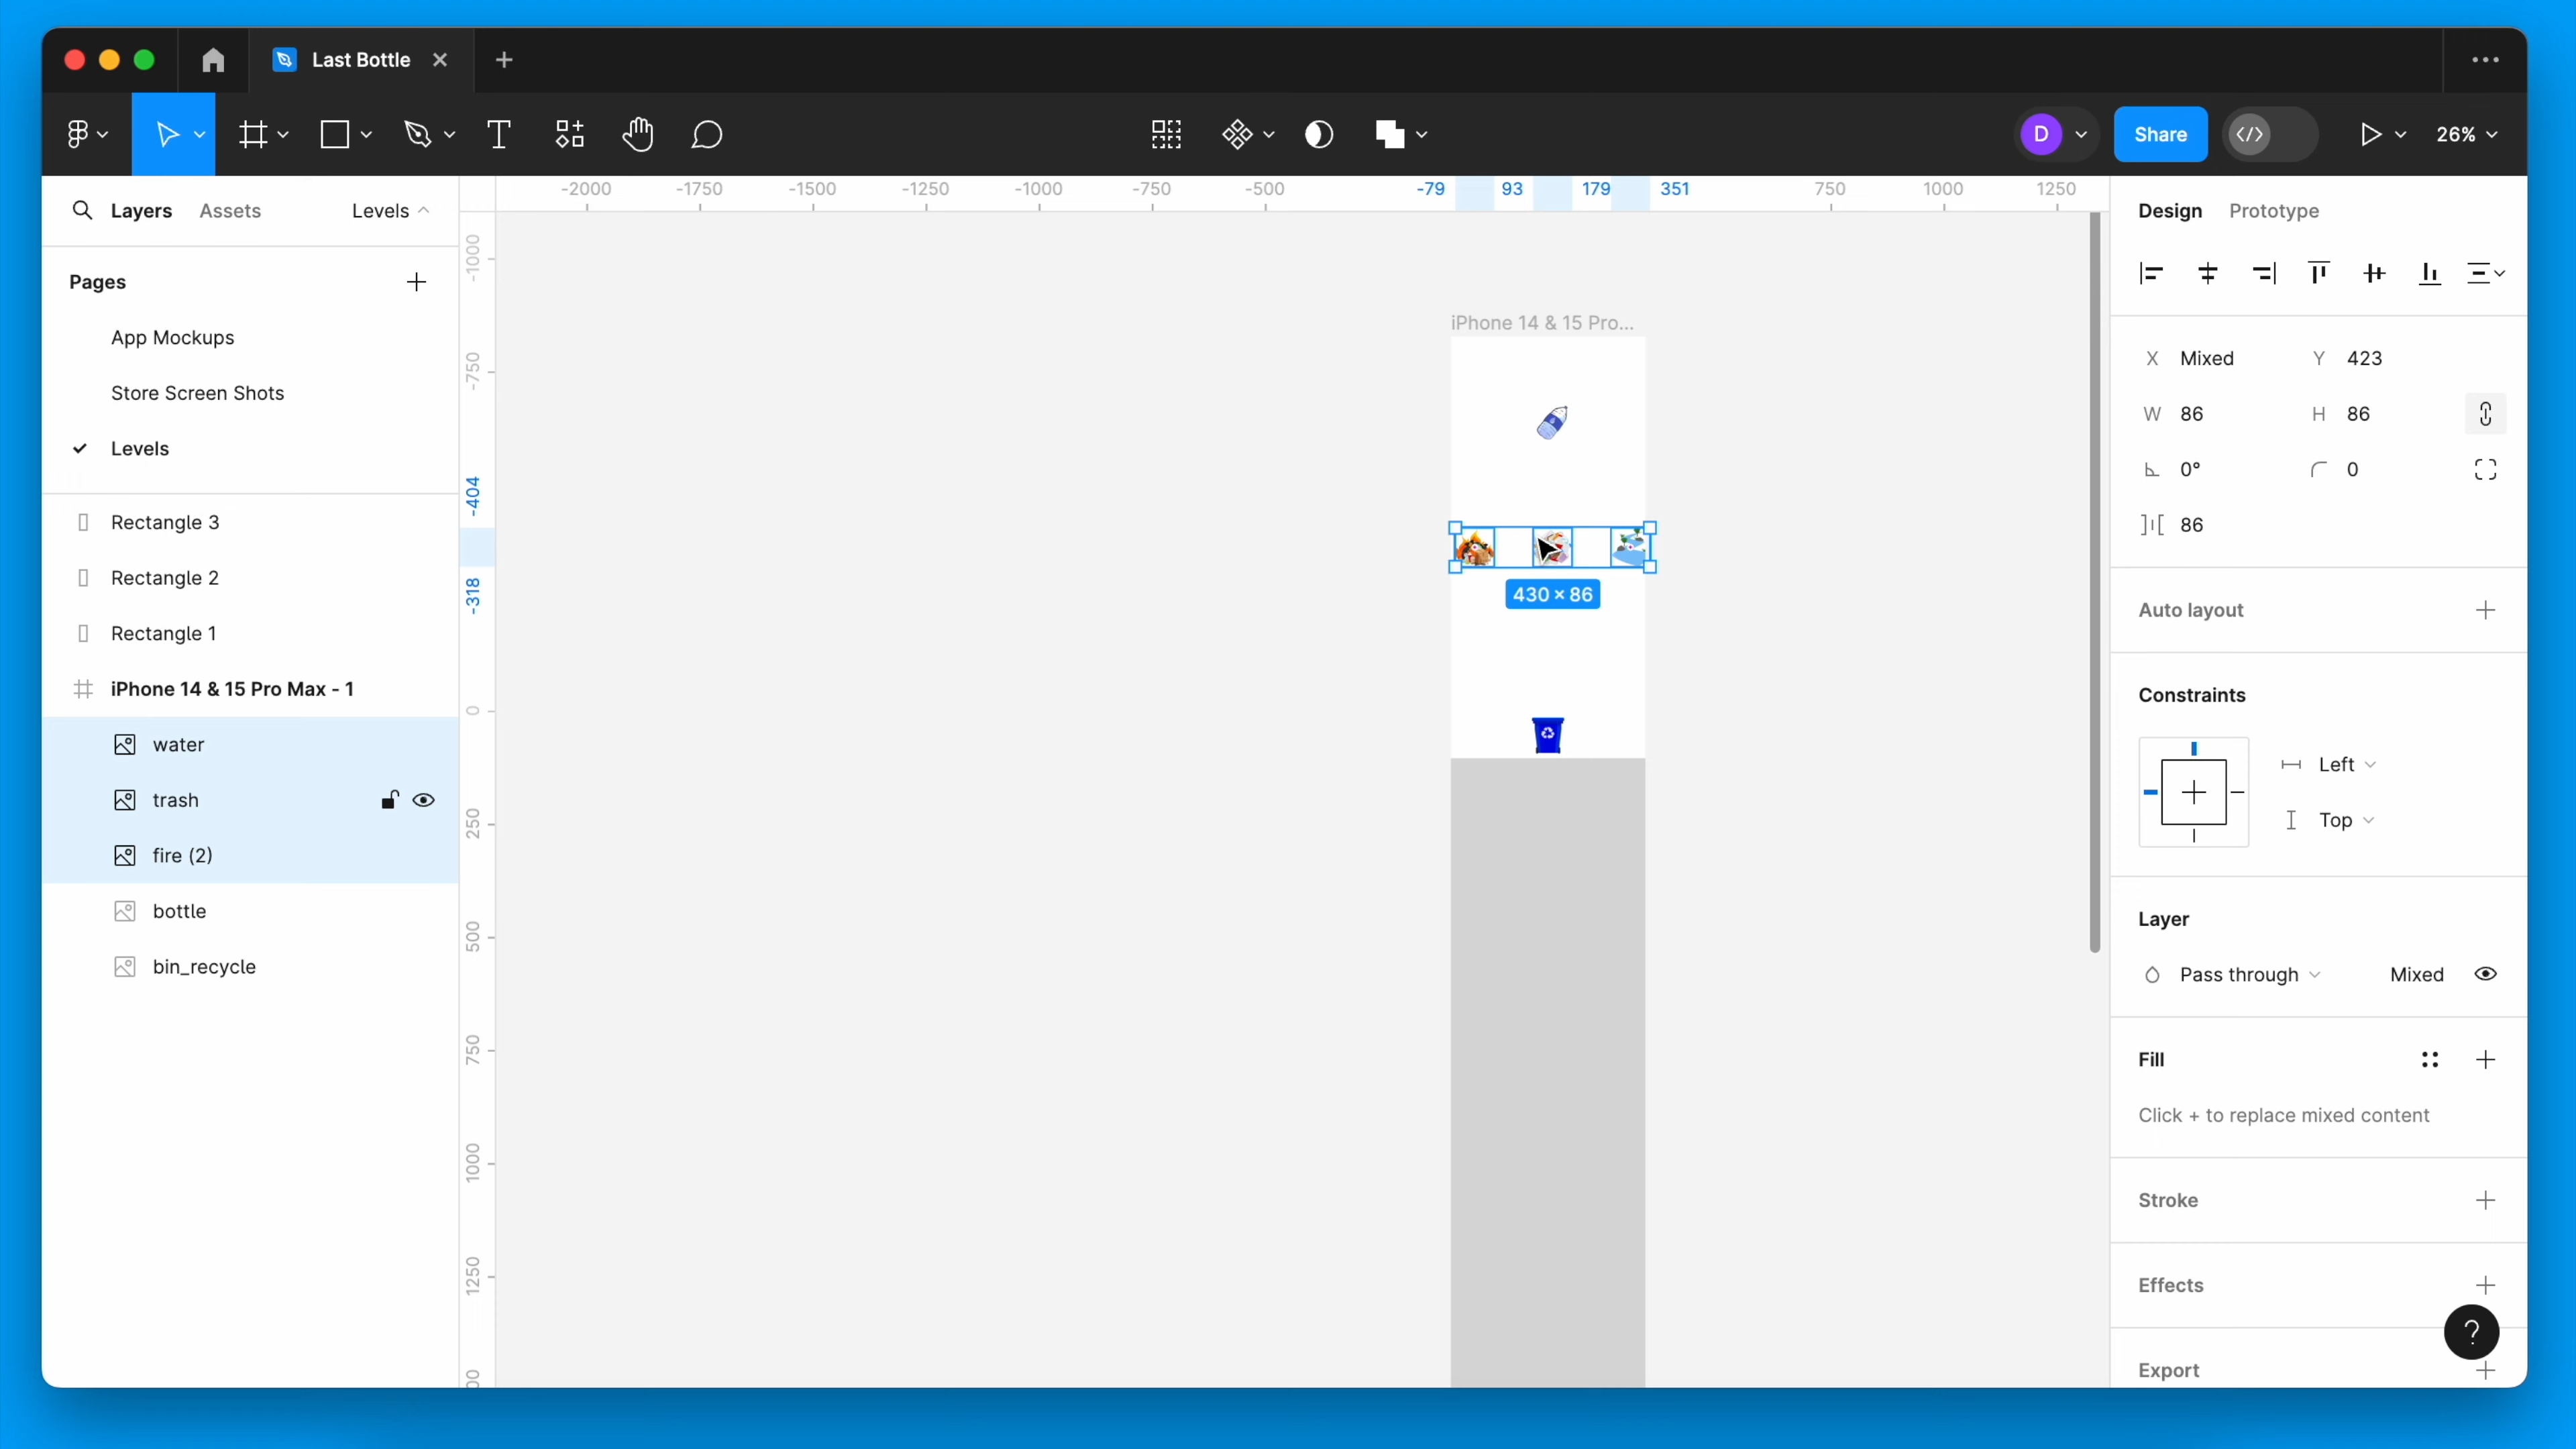 Last Bottle
D
Share
26%
Layers
Assets
Levels
-2000
-1750
-1500
-1250
-1000
-750
-500
-79
93
179
351
750
1000
1250
Design
Prototype
Pages
App Mockups
Store Screen Shots
Levels
Rectangle 3
Rectangle 2
Rectangle 1
iPhone 14 & 15 Pro Max - 1
water
trash
fire (2)
bottle
bin_recycle
-1000
-750
-404
-318
0
250
500
750
1000
1250
iPhone 14 & 15 Pro...
430 × 86
X Mixed Y 423
W 86 H 86
0° 0
86
Auto layout
Constraints
Left
Top
Layer
Pass through Mixed
Fill
Click + to replace mixed content
Stroke
Effects
?
Export